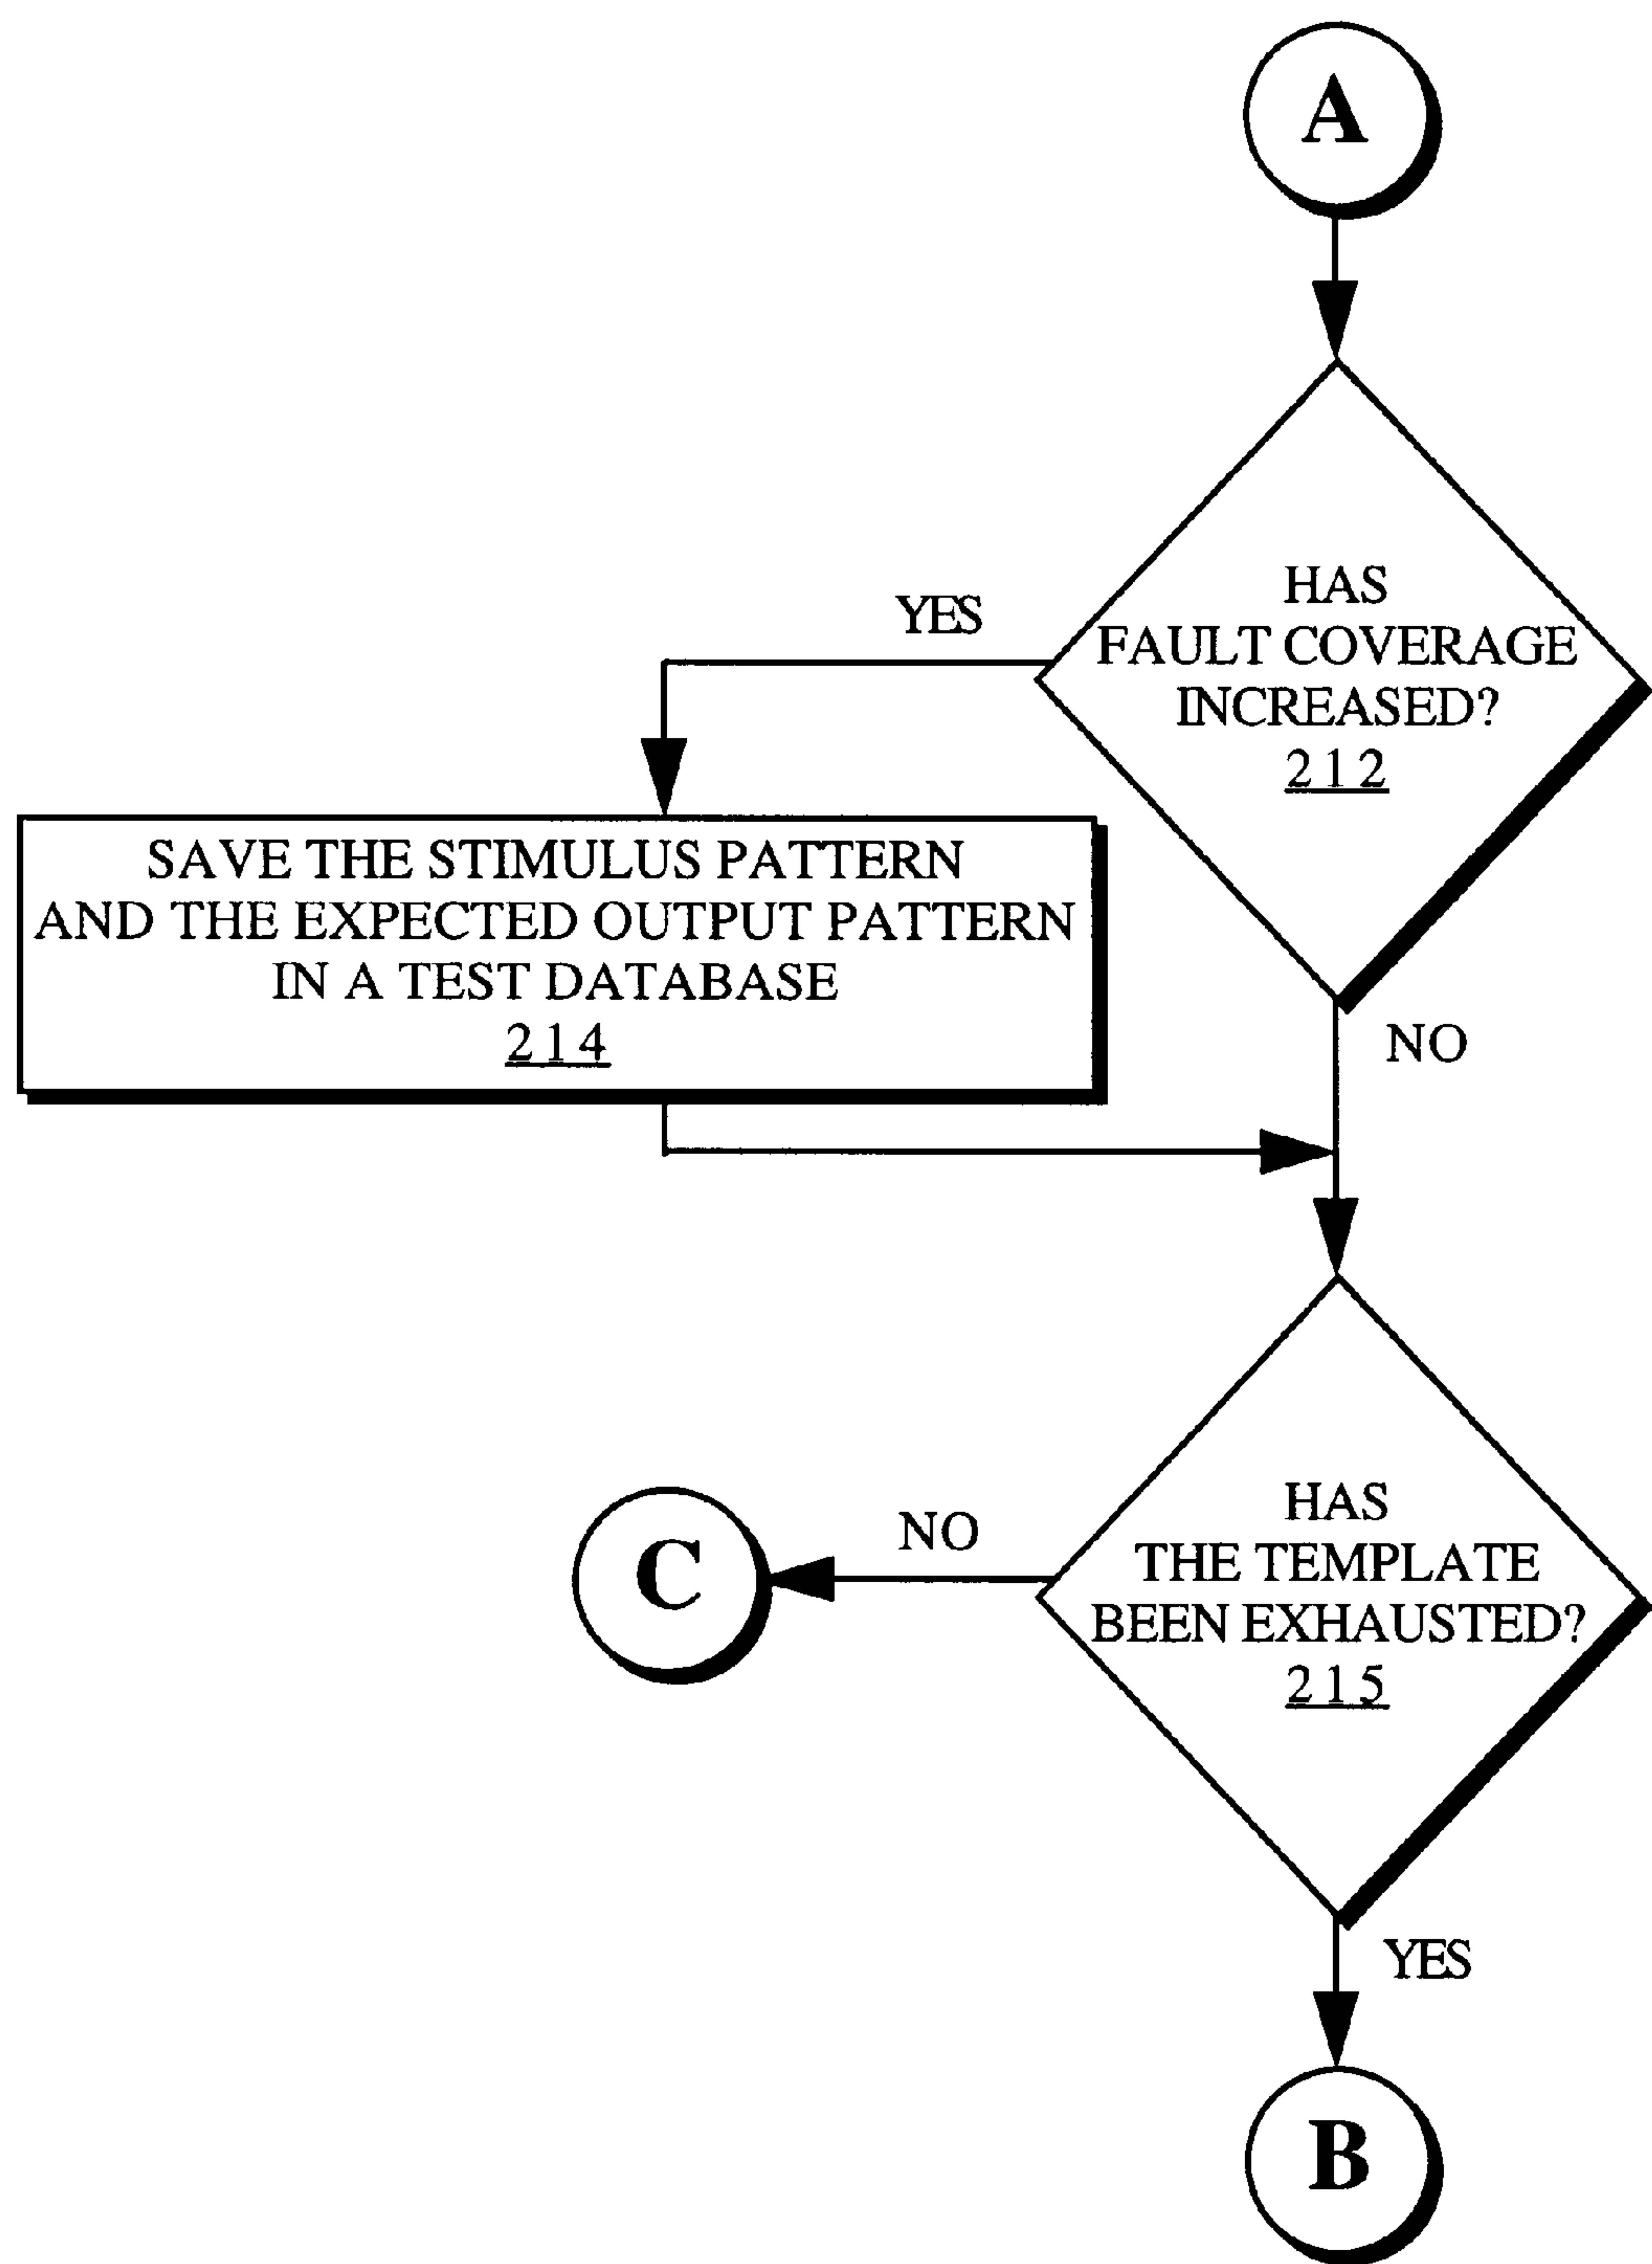 A
HAS
FAULT COVERAGE
INCREASED?
212
YES
SAVE THE STIMULUS PATTERN
AND THE EXPECTED OUTPUT PATTERN
IN A TEST DATABASE
214
NO
HAS
THE TEMPLATE
BEEN EXHAUSTED?
215
NO
C
YES
B